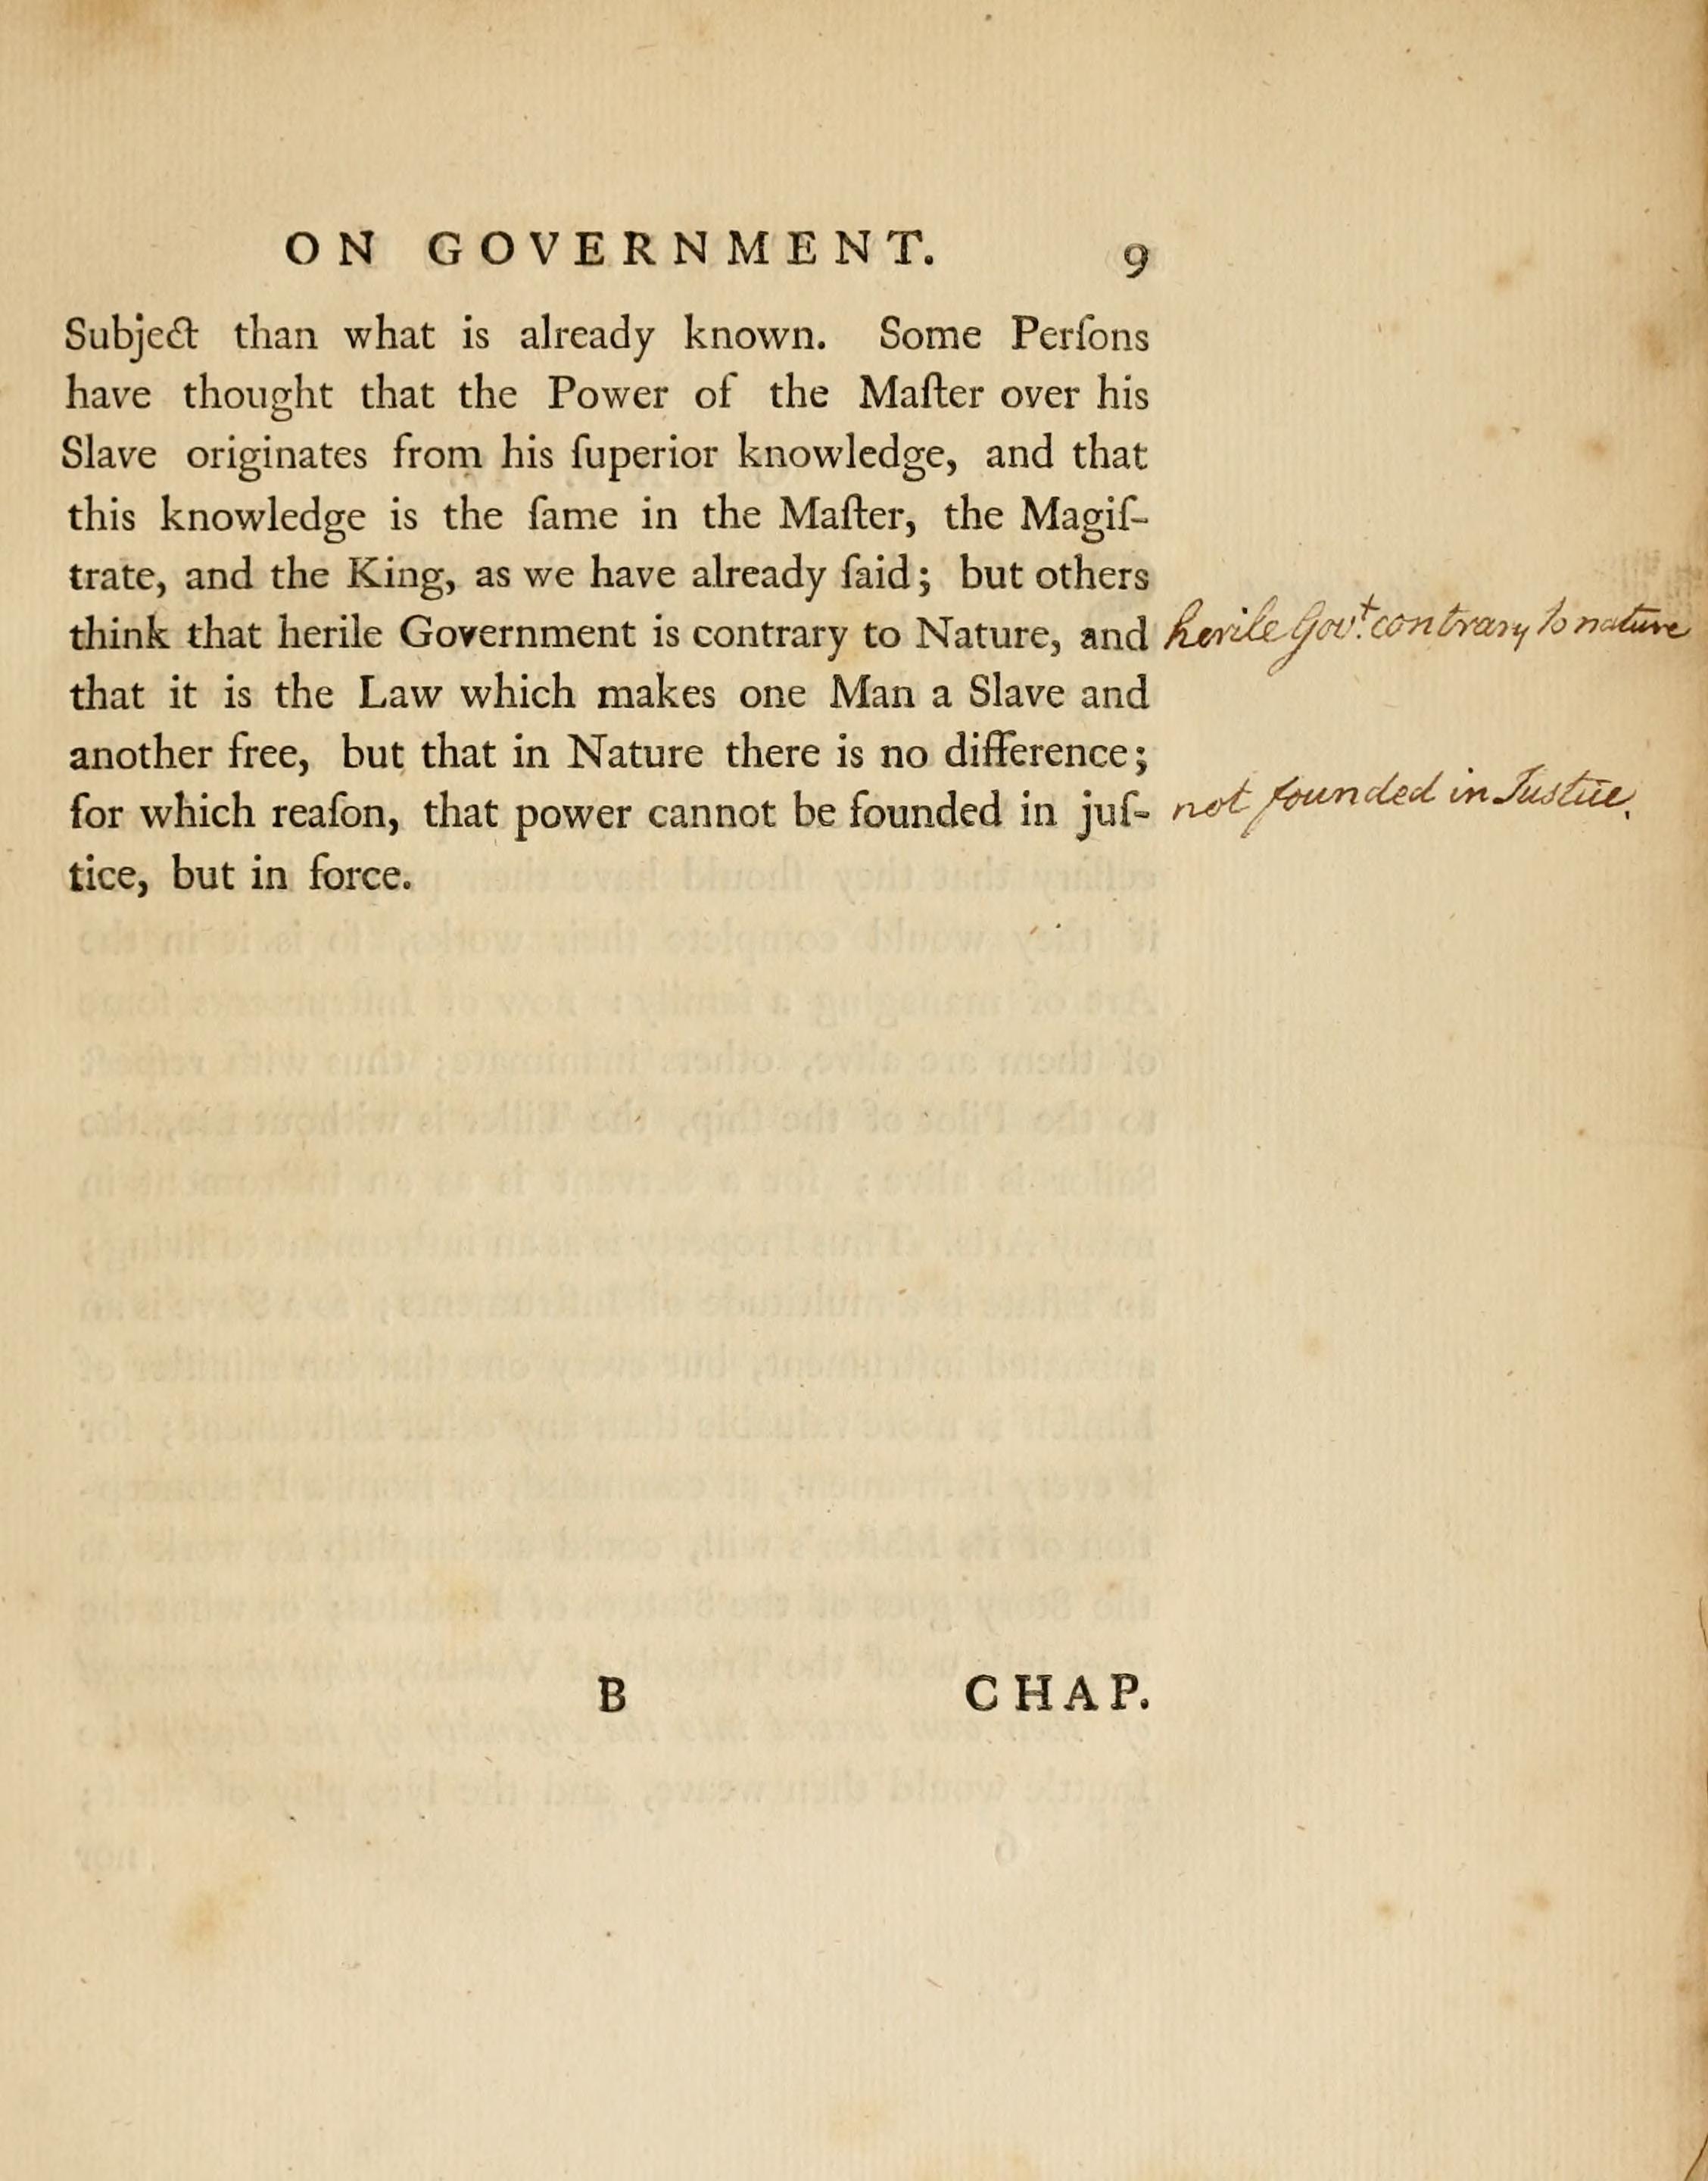 ON GOVERNMENT. 9
Subject than what is already known. Some Perſons
have thought that the Power of the Maſter over his
Slave originates from his ſuperior knowledge, and that
this knowledge is the ſame in the Maſter, the Magiſ-
trate, and the King, as we have already ſaid; but others
think that herile Government is contrary to Nature, and
herile Gov.t contrary to nature
that it is the Law which makes one Man a Slave and
another free, but that in Nature there is no difference;
for which reaſon, that power cannot be founded in juſ-
not founded in Justice.
tice, but in force.
B CHAP.